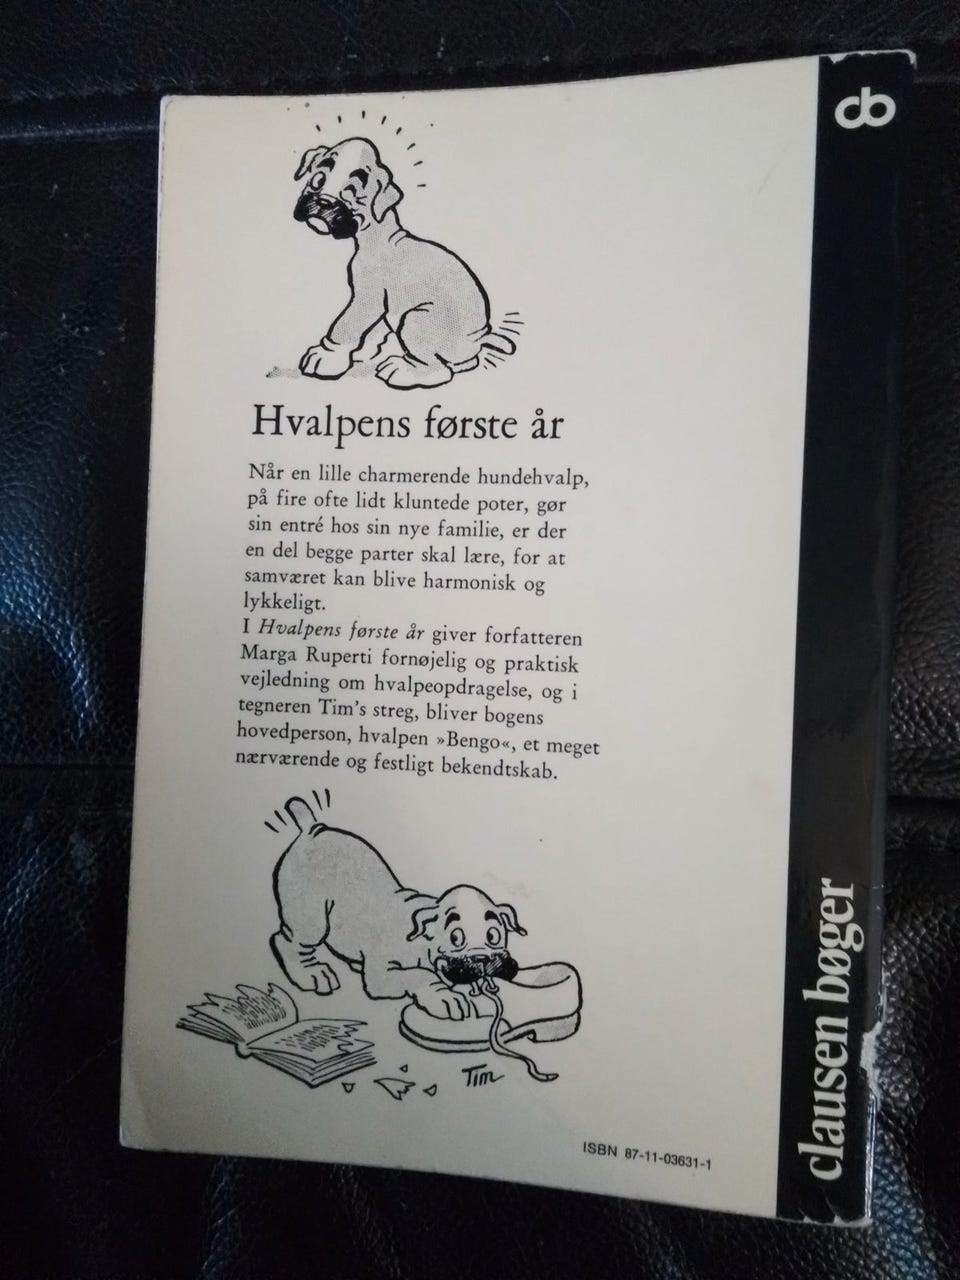 cb
Hvalpens første år
Når en lille charmerende hundehvalp,
på fire ofte lidt kluntede poter, gør
sin entré hos sin nye familie, er der
en del begge parter skal lære, for at
samværet kan blive harmonisk og
lykkeligt.
I Hvalpens første år giver forfatteren
Marga Ruperti fornøjelig og praktisk
vejledning om hvalpeopdragelse, og i
tegneren Tim's streg, bliver bogens
hovedperson, hvalpen »Bengo«, et meget
nærværende og festligt bekendtskab.
Tim
ISBN 87-11-03631-1
clausen bøger